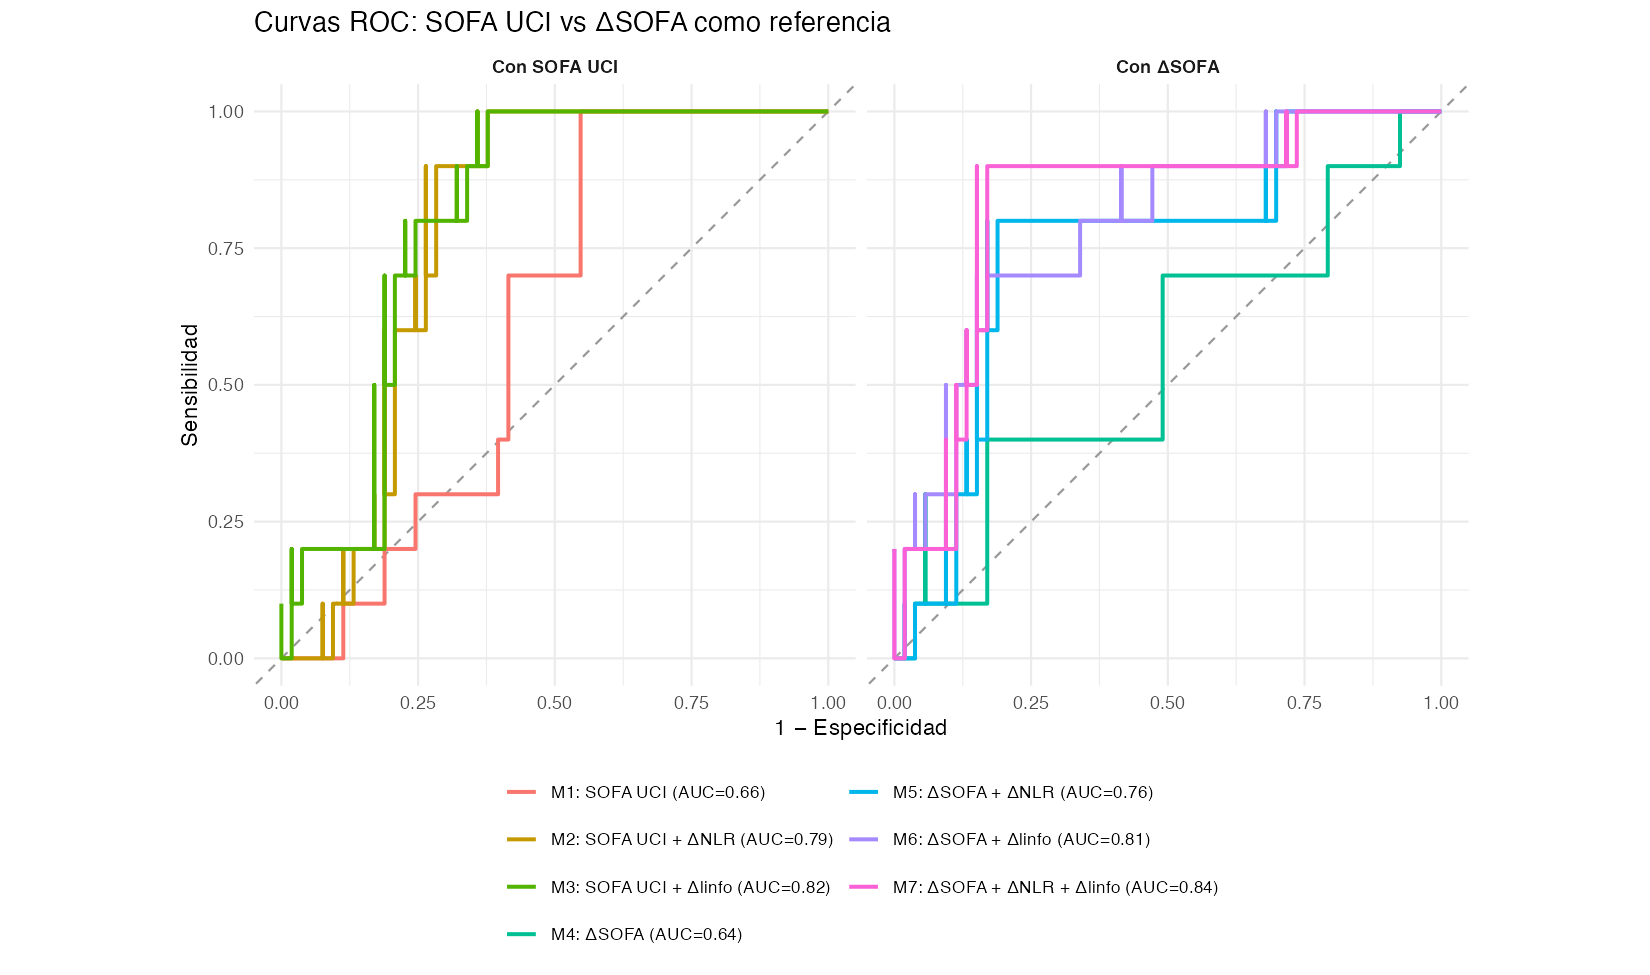 Curvas ROC: SOFA UCI vs ΔSOFA como referencia
Con SOFA UCI
Con ΔSOFA
Sensibilidad
1.00
0.75
0.50
0.25
0.00
0.00 0.25 0.50 0.75 1.00
0.00 0.25 0.50 0.75 1.00
1 − Especificidad
M1: SOFA UCI (AUC=0.66)
M2: SOFA UCI + ΔNLR (AUC=0.79)
M3: SOFA UCI + Δlinfo (AUC=0.82)
M4: ΔSOFA (AUC=0.64)
M5: ΔSOFA + ΔNLR (AUC=0.76)
M6: ΔSOFA + Δlinfo (AUC=0.81)
M7: ΔSOFA + ΔNLR + Δlinfo (AUC=0.84)